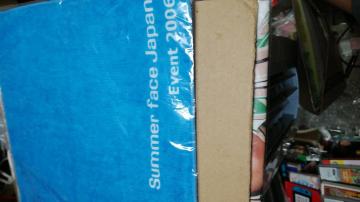 Summer face Japan
Event 2006